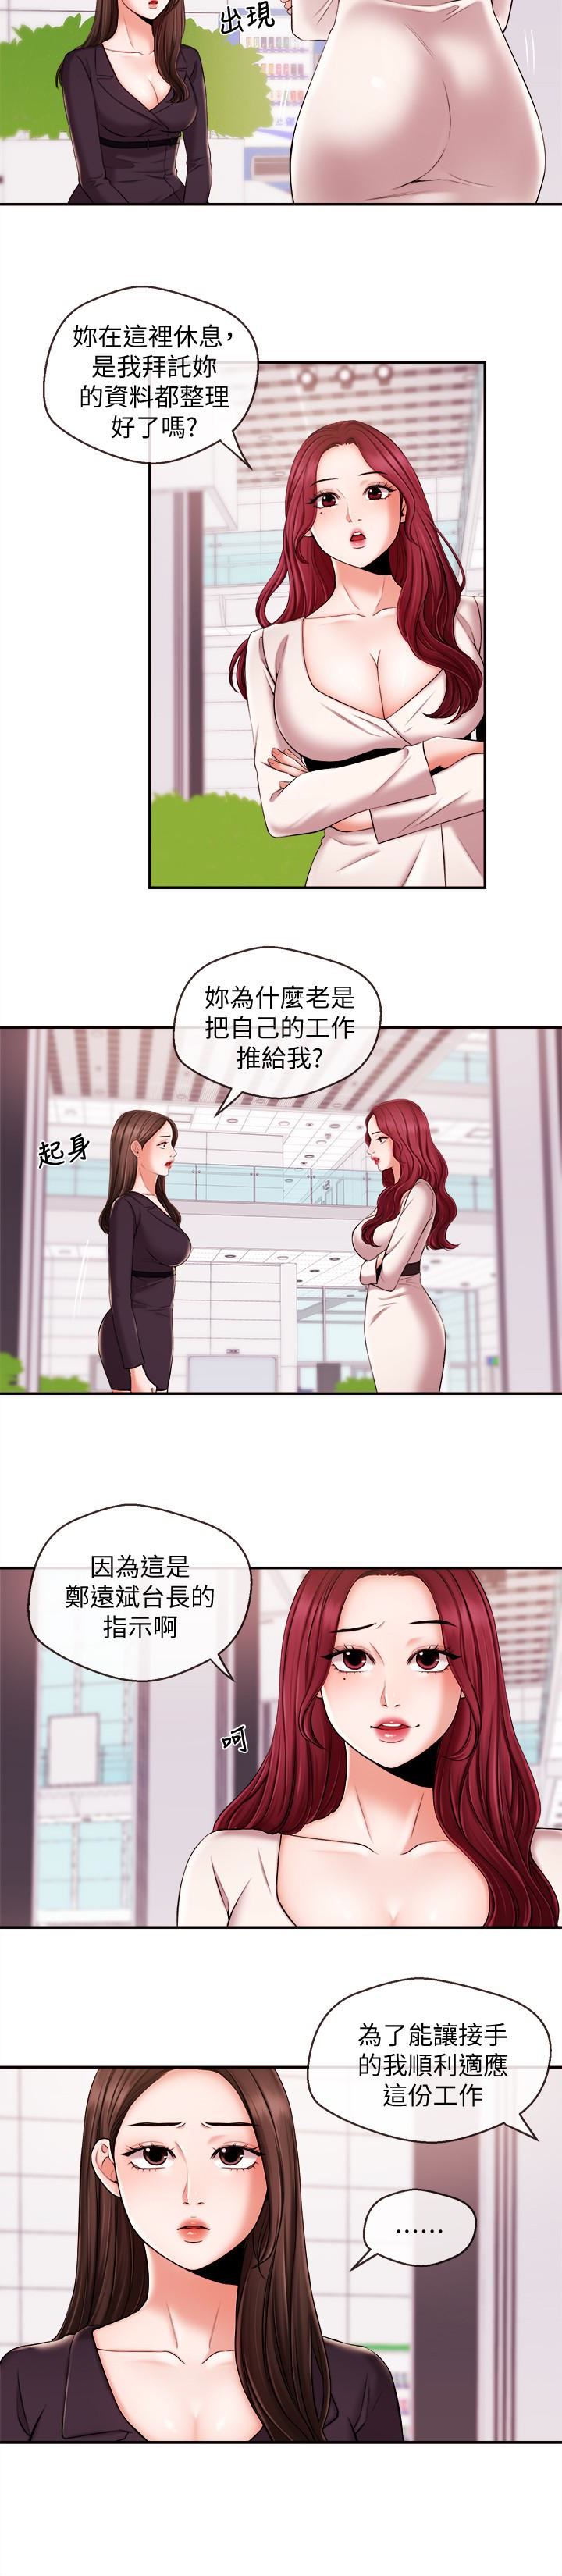 出現
妳在這裡休息，
是我拜託妳
的資料都整理
好了嗎?
妳為什麼老是
把自己的工作
推給我?
起身
因為這是
鄭遠斌台長的
指示啊
呵
為了能讓接手
的我順利適應
這份工作
……